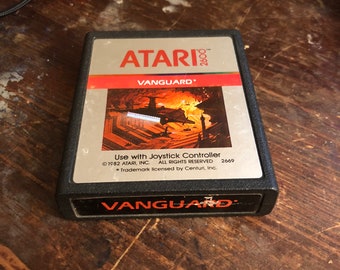 ATARI 2600™
VANGUARD*
Use with Joystick Controller
© 1982 ATARI, INC. ALL RIGHTS RESERVED 2669
* Trademark licensed by Centuri, Inc.
VANGUARD*